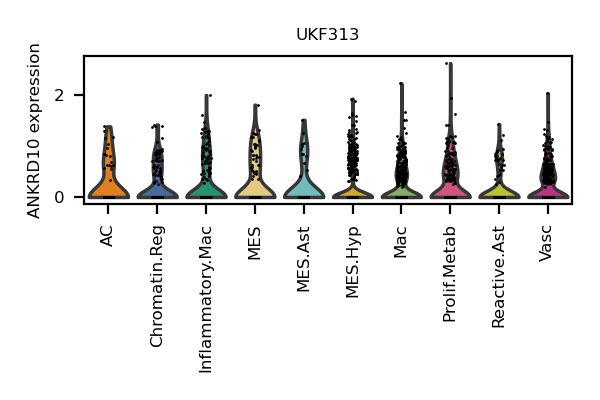 UKF313
ANKRD10 expression
2
0
AC
Chromatin.Reg
Inflammatory.Mac
MES
MES.Ast
MES.Hyp
Mac
Prolif.Metab
Reactive.Ast
Vasc